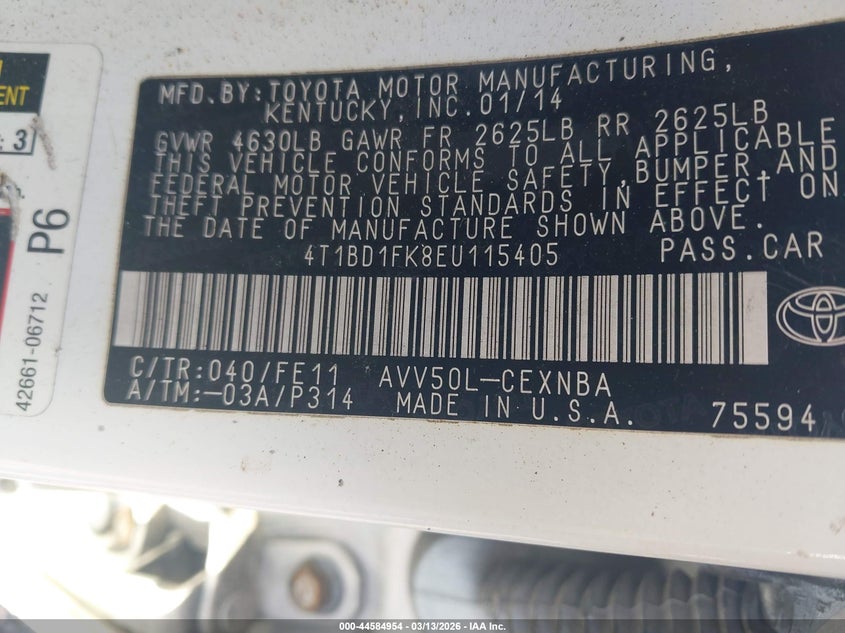 MFD.BY:TOYOTA MOTOR MANUFACTURING,
KENTUCKY,INC.01/14
GVWR 4630LB GAWR FR 2625LB RR 2625LB
THIS VEHICLE CONFORMS TO ALL APPLICABLE
FEDERAL MOTOR VEHICLE SAFETY,BUMPER,AND
THEFT PREVENTION STANDARDS IN EFFECT ON
THE DATE OF MANUFACTURE SHOWN ABOVE.
4T1BD1FK8EU115405 PASS.CAR
C/TR:040/FE11 AVV50L-CEXNBA
A/TM:-03A/P314 MADE IN U.S.A. 75594
ENT
: 3
P6
42661-06712
000-44584954 - 03/13/2026 - IAA Inc.